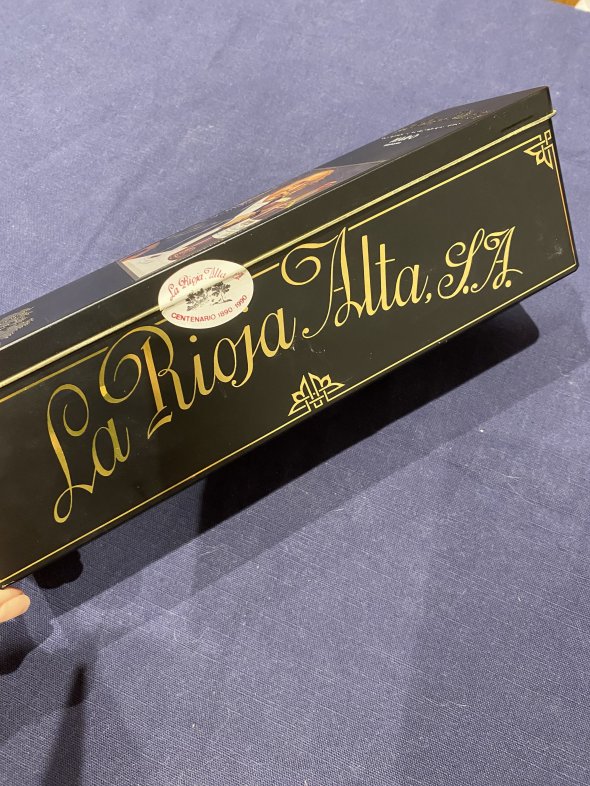 La Rioja Alta
CENTENARIO 1890 1990
La Rioja Alta, S.A.